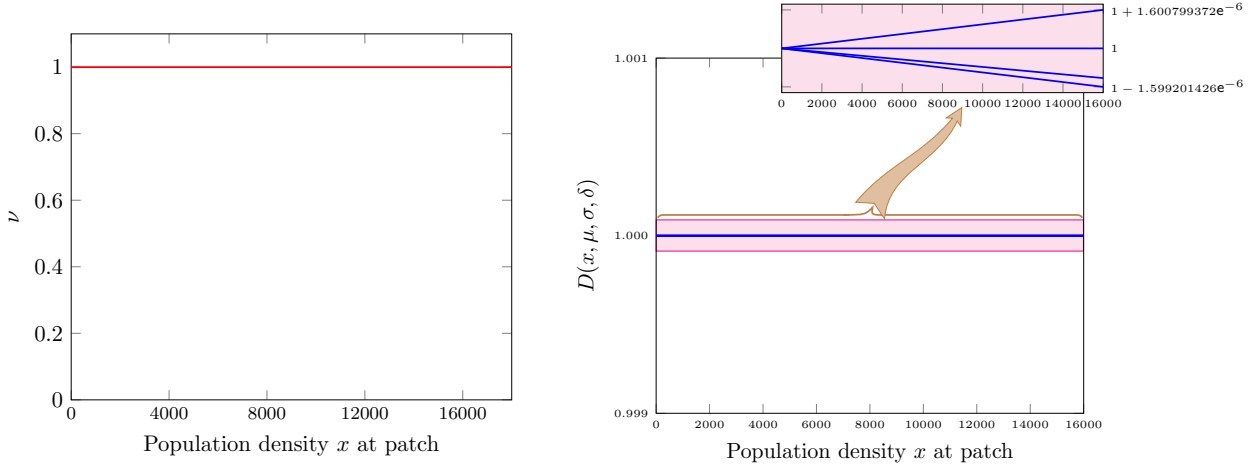 1
0.8
0.6
0.4
0.2
0
0 4000 8000 12000 16000
ν
Population density x at patch
1 + 1.600799372e⁻⁶
1
1 − 1.599201426e⁻⁶
0 2000 4000 6000 8000 10000 12000 14000 16000
1.001
1.000
0.999
0 2000 4000 6000 8000 10000 12000 14000 16000
D(x, μ, σ, δ)
Population density x at patch